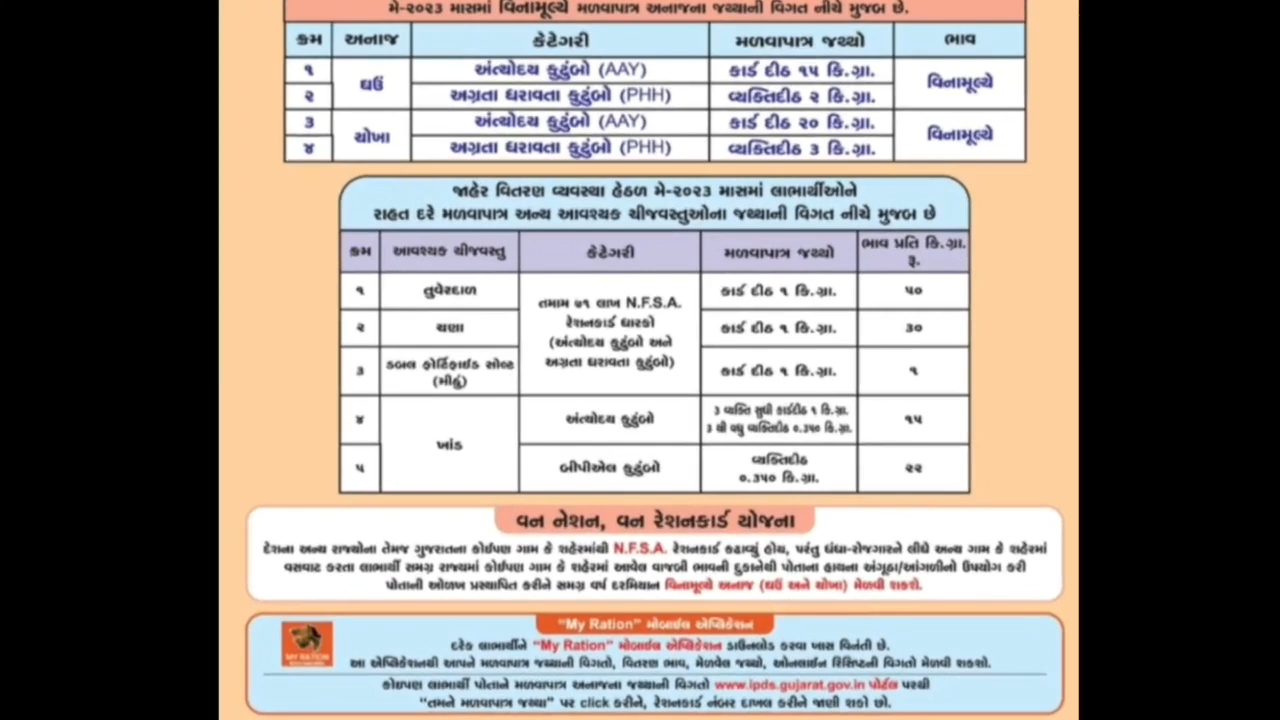 મે-૨૦૨૩ માસમાં વિનામૂલ્યે મળવાપાત્ર અનાજના જથ્થાની વિગત નીચે મુજબ છે.
ક્રમ અનાજ કેટેગરી મળવાપાત્ર જથ્થો ભાવ
૧ ઘઉં અંત્યોદય કુટુંબો (AAY) કાર્ડ દીઠ ૧૫ કિ.ગ્રા. વિનામૂલ્યે
૨ અગ્રતા ધરાવતા કુટુંબો (PHH) વ્યક્તિદીઠ ૨ કિ.ગ્રા.
૩ ચોખા અંત્યોદય કુટુંબો (AAY) કાર્ડ દીઠ ૨૦ કિ.ગ્રા. વિનામૂલ્યે
૪ અગ્રતા ધરાવતા કુટુંબો (PHH) વ્યક્તિદીઠ ૩ કિ.ગ્રા.
જાહેર વિતરણ વ્યવસ્થા હેઠળ મે-૨૦૨૩ માસમાં લાભાર્થીઓને
રાહત દરે મળવાપાત્ર અન્ય આવશ્યક ચીજવસ્તુઓના જથ્થાની વિગત નીચે મુજબ છે
ક્રમ આવશ્યક ચીજવસ્તુ કેટેગરી મળવાપાત્ર જથ્થો ભાવ પ્રતિ કિ.ગ્રા.
રૂ.
૧ તુવેરદાળ કાર્ડ દીઠ ૧ કિ.ગ્રા. ૫૦
તમામ ૭૧ લાખ N.F.S.A.
રેશનકાર્ડ ધારકો
(અંત્યોદય કુટુંબો અને
અગ્રતા ધરાવતા કુટુંબો)
૨ ચણા કાર્ડ દીઠ ૧ કિ.ગ્રા. ૩૦
૩ ડબલ ફોર્ટિફાઈડ સોલ્ટ
(મીઠું) કાર્ડ દીઠ ૧ કિ.ગ્રા. ૧
૪ ખાંડ અંત્યોદય કુટુંબો ૩ વ્યક્તિ સુધી કાર્ડદીઠ ૧ કિ.ગ્રા.
૩ થી વધુ વ્યક્તિદીઠ ૦.૩૫૦ કિ.ગ્રા. ૧૫
૫ બીપીએલ કુટુંબો વ્યક્તિદીઠ
૦.૩૫૦ કિ.ગ્રા. ૨૨
વન નેશન, વન રેશનકાર્ડ યોજના
દેશના અન્ય રાજ્યોના તેમજ ગુજરાતના કોઈપણ ગામ કે શહેરમાંથી N.F.S.A. રેશનકાર્ડ કઢાવ્યું હોય, પરંતુ ધંધા-રોજગારને લીધે અન્ય ગામ કે શહેરમાં
વસવાટ કરતા લાભાર્થી સમગ્ર રાજ્યમાં કોઈપણ ગામ કે શહેરમાં આવેલ વાજબી ભાવની દુકાનેથી પોતાના હાથના અંગૂઠા/આંગળીનો ઉપયોગ કરી
પોતાની ઓળખ પ્રસ્થાપિત કરીને સમગ્ર વર્ષ દરમિયાન વિનામૂલ્યે અનાજ (ઘઉં અને ચોખા) મેળવી શકશે.
"My Ration" મોબાઈલ એપ્લિકેશન
MY RATION
દરેક લાભાર્થીને "My Ration" મોબાઈલ એપ્લિકેશન ડાઉનલોડ કરવા ખાસ વિનંતી છે.
આ એપ્લિકેશનથી આપને મળવાપાત્ર જથ્થાની વિગતો, વિતરણ ભાવ, મેળવેલ જથ્થો, ઓનલાઈન રિસિપ્ટની વિગતો મેળવી શકશો.
કોઈપણ લાભાર્થી પોતાને મળવાપાત્ર અનાજના જથ્થાની વિગતો www.ipds.gujarat.gov.in પોર્ટલ પરથી
"તમને મળવાપાત્ર જથ્થા" પર click કરીને, રેશનકાર્ડ નંબર દાખલ કરીને જાણી શકો છો.